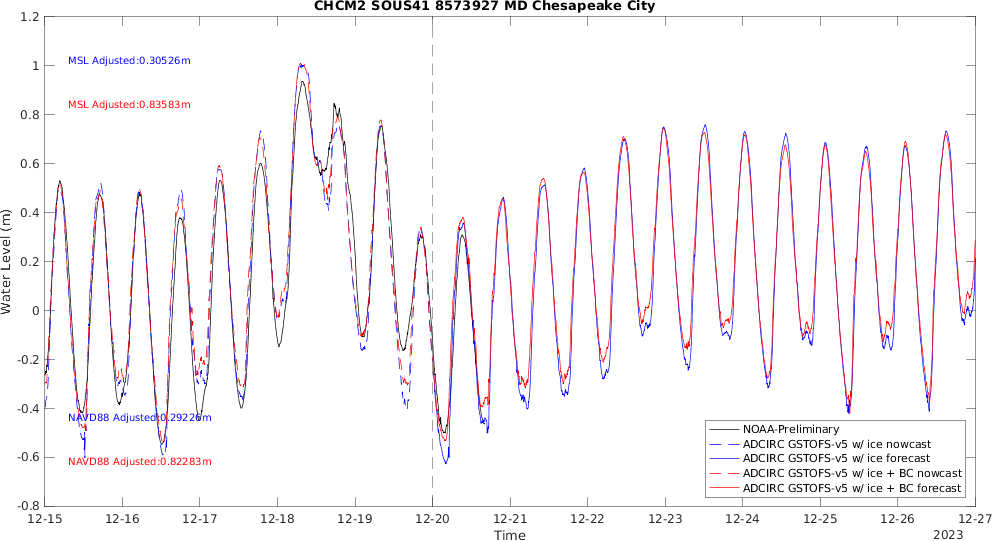 CHCM2 SOUS41 8573927 MD Chesapeake City
1.2
1
0.8
0.6
0.4
0.2
0
-0.2
-0.4
-0.6
-0.8
Water Level (m)
MSL Adjusted:0.30526m
MSL Adjusted:0.83583m
NAVD88 Adjusted:0.29226m
NAVD88 Adjusted:0.82283m
NOAA-Preliminary
ADCIRC GSTOFS-v5 w/ ice nowcast
ADCIRC GSTOFS-v5 w/ ice forecast
ADCIRC GSTOFS-v5 w/ ice + BC nowcast
ADCIRC GSTOFS-v5 w/ ice + BC forecast
12-15 12-16 12-17 12-18 12-19 12-20 12-21 12-22 12-23 12-24 12-25 12-26 12-27
Time
2023